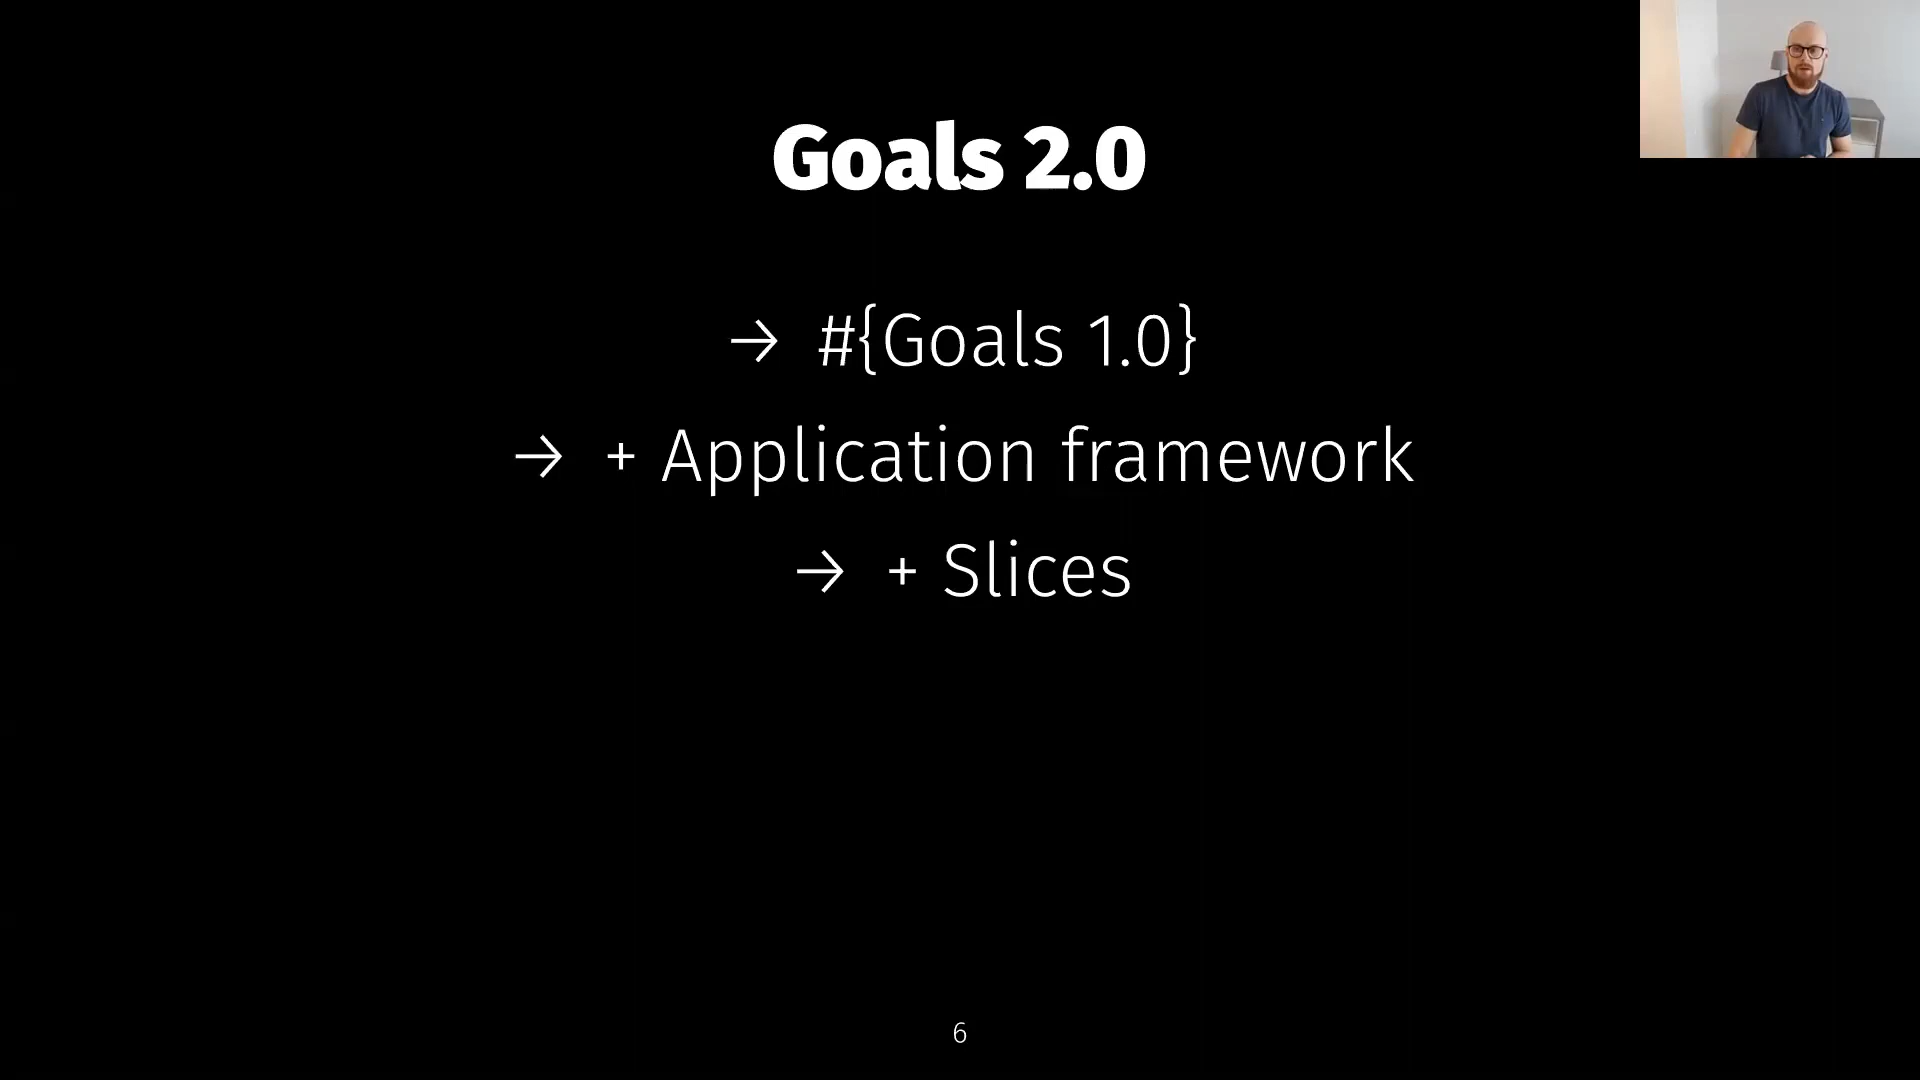 Goals 2.0
→ #{Goals 1.0}
→ + Application framework
→ + Slices
6